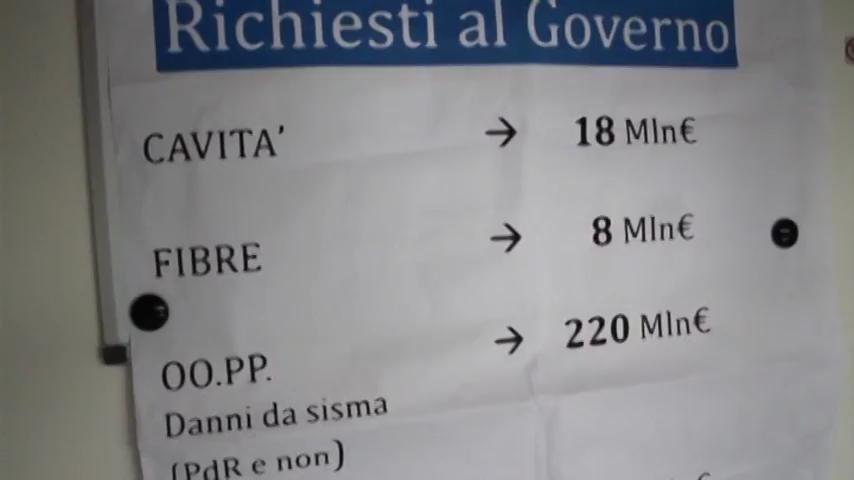 Richiesti al Governo
CAVITA' → 18 Mln€
FIBRE → 8 Mln€
OO.PP. → 220 Mln€
Danni da sisma
(PdR e non)
€